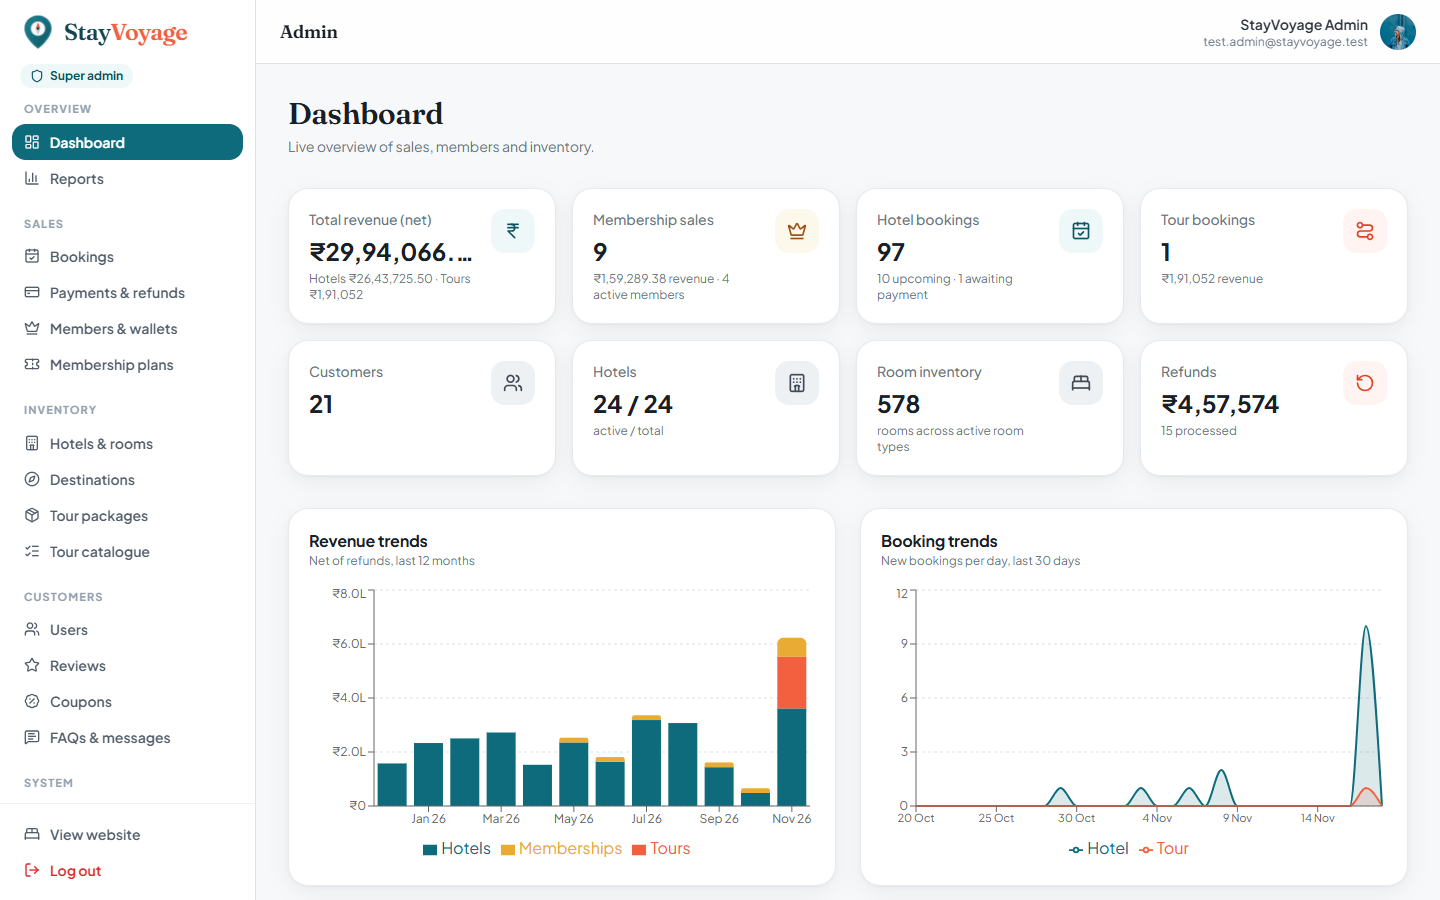 StayVoyage
Super admin
OVERVIEW
Dashboard
Reports
SALES
Bookings
Payments & refunds
Members & wallets
Membership plans
INVENTORY
Hotels & rooms
Destinations
Tour packages
Tour catalogue
CUSTOMERS
Users
Reviews
Coupons
FAQs & messages
SYSTEM
View website
Log out
Admin
StayVoyage Admin
test.admin@stayvoyage.test
Dashboard
Live overview of sales, members and inventory.
Total revenue (net)
₹29,94,066....
Hotels ₹26,43,725.50 · Tours
₹1,91,052
Membership sales
9
₹1,59,289.38 revenue · 4
active members
Hotel bookings
97
10 upcoming · 1 awaiting
payment
Tour bookings
1
₹1,91,052 revenue
Customers
21
Hotels
24 / 24
active / total
Room inventory
578
rooms across active room
types
Refunds
₹4,57,574
15 processed
Revenue trends
Net of refunds, last 12 months
₹8.0L
₹6.0L
₹4.0L
₹2.0L
₹0
Jan 26 Mar 26 May 26 Jul 26 Sep 26 Nov 26
Hotels Memberships Tours
Booking trends
New bookings per day, last 30 days
12
9
6
3
0
20 Oct 25 Oct 30 Oct 4 Nov 9 Nov 14 Nov
Hotel Tour